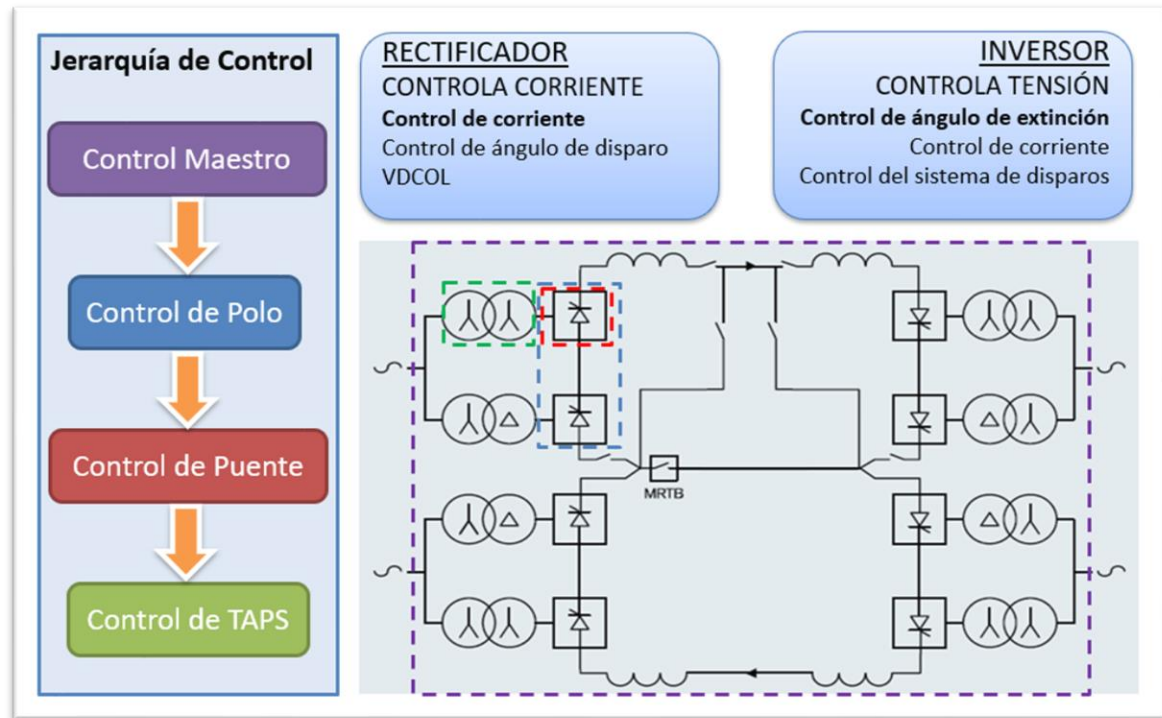 Jerarquía de Control
Control Maestro
Control de Polo
Control de Puente
Control de TAPS
RECTIFICADOR
CONTROLA CORRIENTE
Control de corriente
Control de ángulo de disparo
VDCOL
INVERSOR
CONTROLA TENSIÓN
Control de ángulo de extinción
Control de corriente
Control del sistema de disparos
MRTB